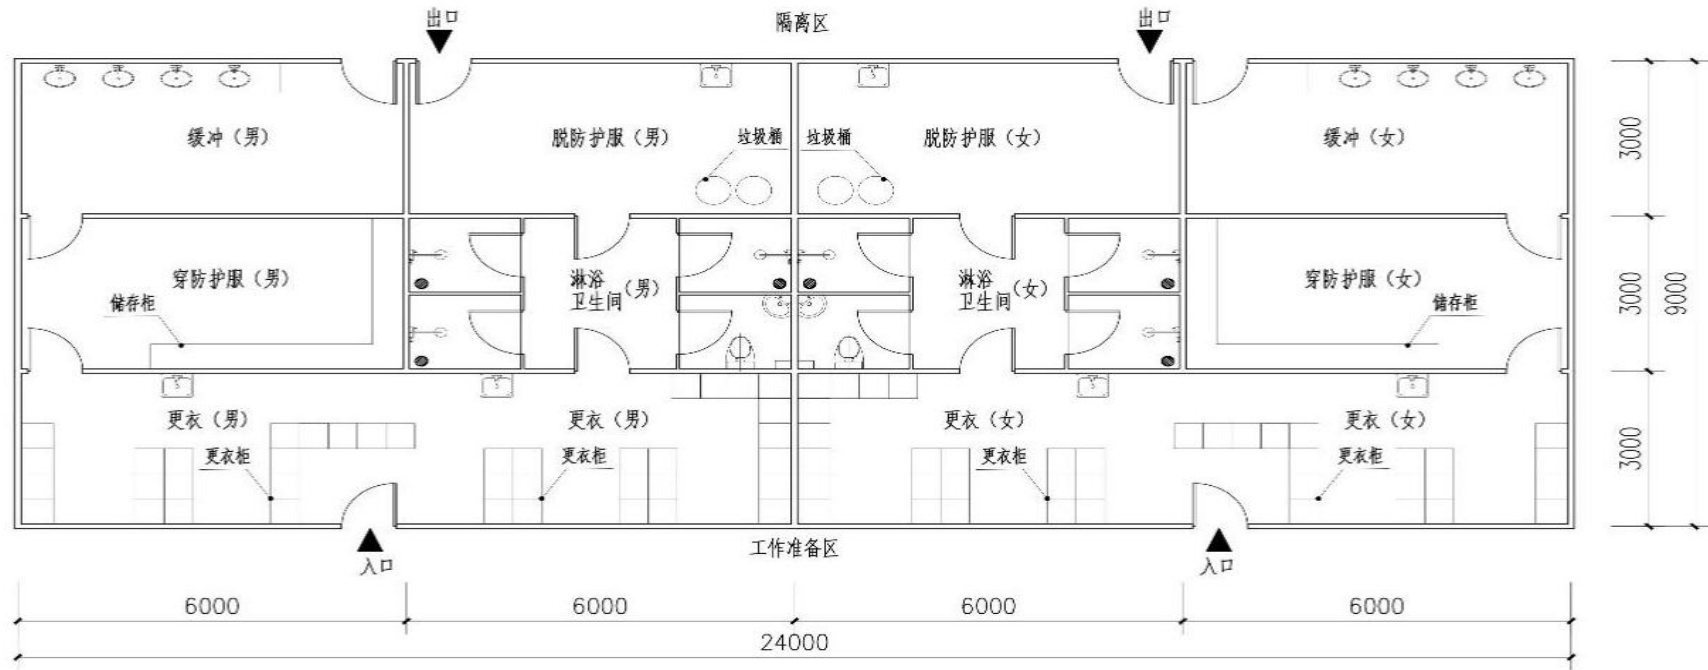 出口
隔离区
出口
缓冲（男）
脱防护服（男）
垃圾桶
垃圾桶
脱防护服（女）
缓冲（女）
3000
穿防护服（男）
储存柜
淋浴
卫生间（男）
淋浴
卫生间（女）
穿防护服（女）
储存柜
3000
9000
更衣（男）
更衣柜
更衣（男）
更衣柜
更衣（女）
更衣柜
更衣（女）
更衣柜
3000
入口
工作准备区
入口
6000
6000
6000
6000
24000